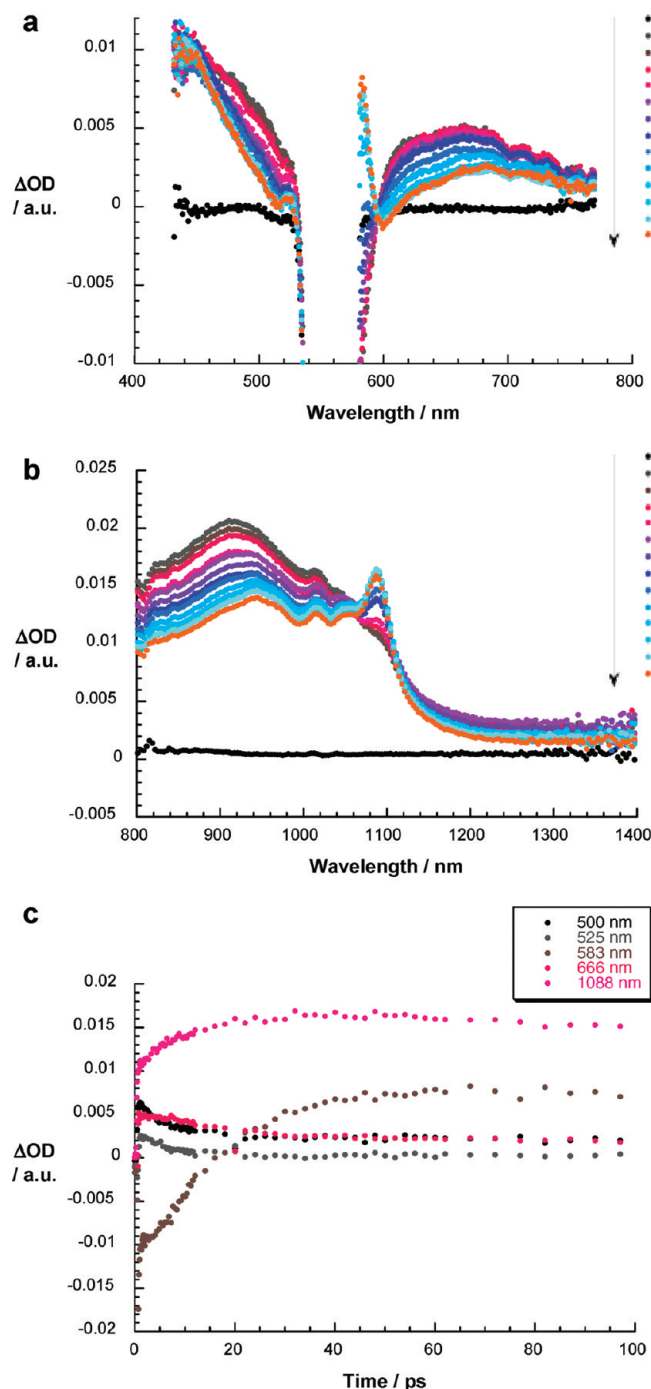 a
0.01
0.005
ΔOD
/ a.u.
0
-0.005
-0.01
400 500 600 700 800
Wavelength / nm
b
0.025
0.02
0.015
ΔOD
/ a.u.
0.01
0.005
0
-0.005
800 900 1000 1100 1200 1300 1400
Wavelength / nm
c
500 nm
525 nm
583 nm
666 nm
1088 nm
0.02
0.015
0.01
0.005
ΔOD
/ a.u.
0
-0.005
-0.01
-0.015
-0.02
0 20 40 60 80 100
Time / ps